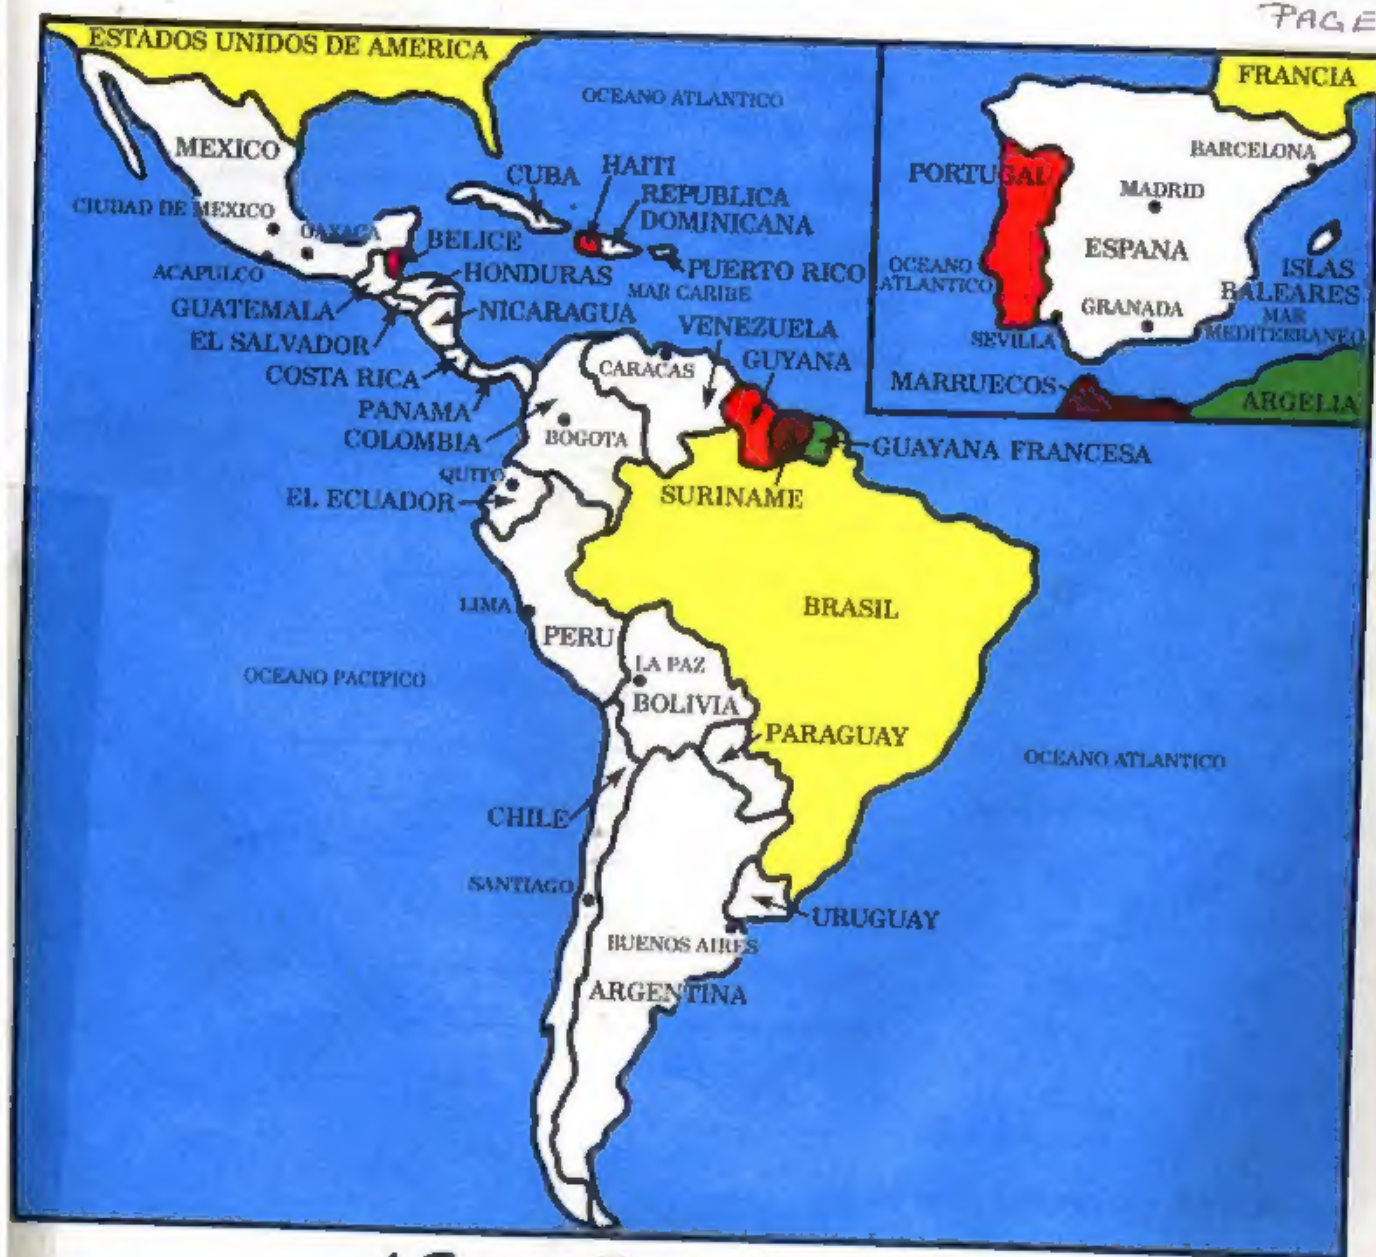 PAGE
ESTADOS UNIDOS DE AMERICA
OCEANO ATLANTICO
MEXICO
CIUDAD DE MEXICO
OAXACA
ACAPULCO
CUBA
HAITI
REPUBLICA
DOMINICANA
BELICE
HONDURAS
PUERTO RICO
MAR CARIBE
GUATEMALA
NICARAGUA
EL SALVADOR
VENEZUELA
COSTA RICA
CARACAS
GUYANA
PANAMA
COLOMBIA
BOGOTA
GUAYANA FRANCESA
QUITO
EL ECUADOR
SURINAME
LIMA
BRASIL
PERU
LA PAZ
OCEANO PACIFICO
BOLIVIA
PARAGUAY
OCEANO ATLANTICO
CHILE
SANTIAGO
URUGUAY
BUENOS AIRES
ARGENTINA
FRANCIA
BARCELONA
PORTUGAL
MADRID
ESPANA
OCEANO
ATLANTICO
ISLAS
BALEARES
GRANADA
MAR
MEDITERRANEO
SEVILLA
MARRUECOS
ARGELIA